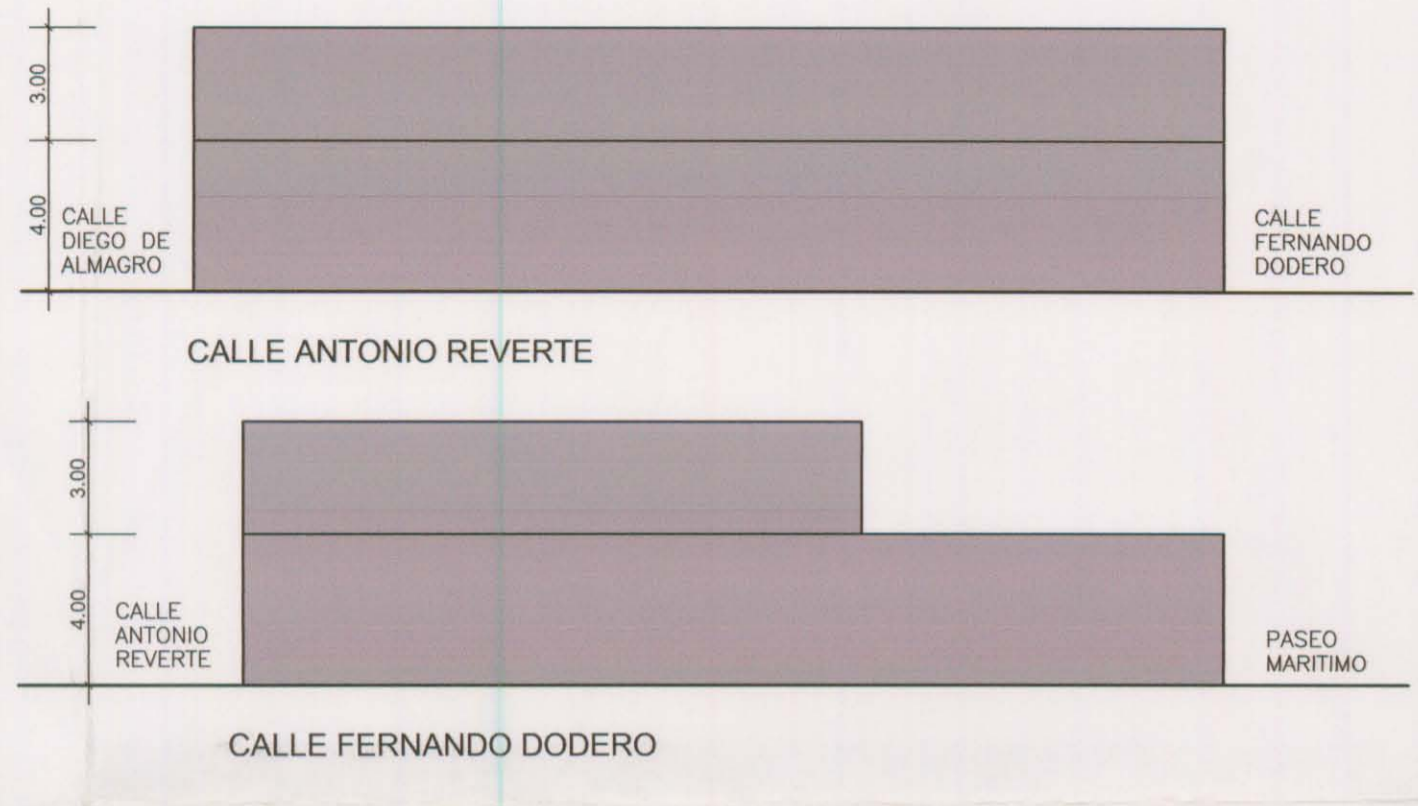 3.00
4.00
CALLE
DIEGO DE
ALMAGRO
CALLE
FERNANDO
DODERO
CALLE ANTONIO REVERTE
3.00
4.00
CALLE
ANTONIO
REVERTE
PASEO
MARITIMO
CALLE FERNANDO DODERO